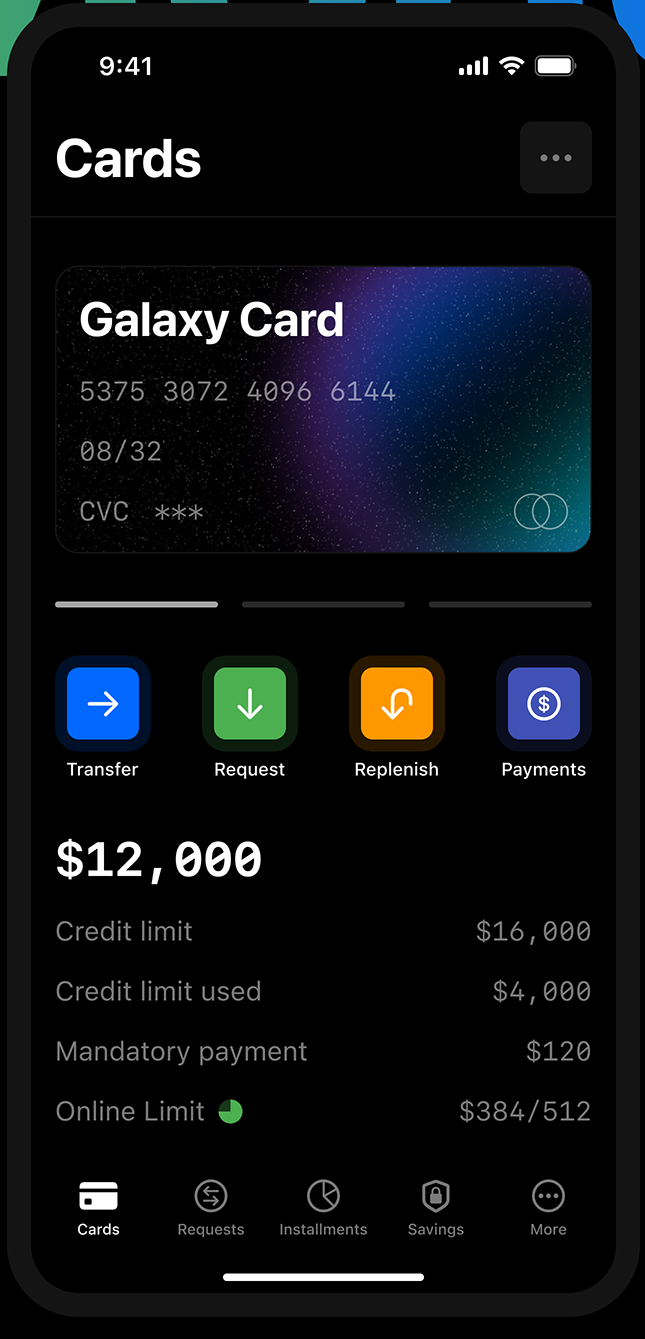 9:41
Cards
Galaxy Card
5375 3072 4096 6144
08/32
CVC ***
Transfer Request Replenish Payments
$12,000
Credit limit $16,000
Credit limit used $4,000
Mandatory payment $120
Online Limit $384/512
Cards Requests Installments Savings More